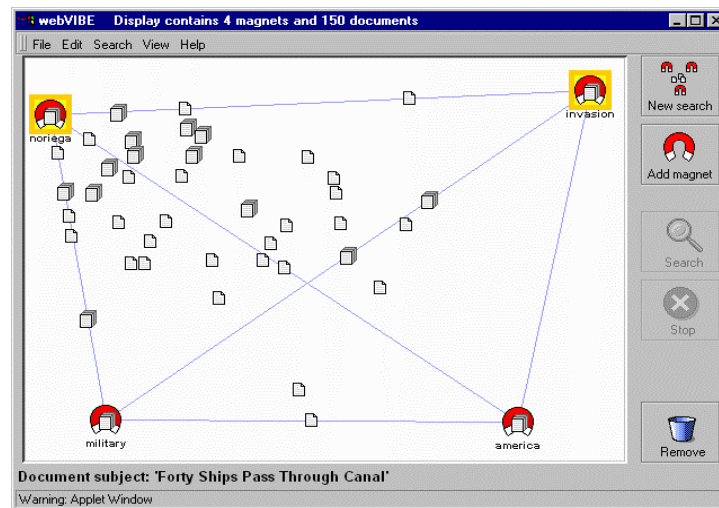 webVIBE Display contains 4 magnets and 150 documents
File Edit Search View Help
New search
noriega
invasion
Add magnet
Search
Stop
military
america
Remove
Document subject: 'Forty Ships Pass Through Canal'
Warning: Applet Window